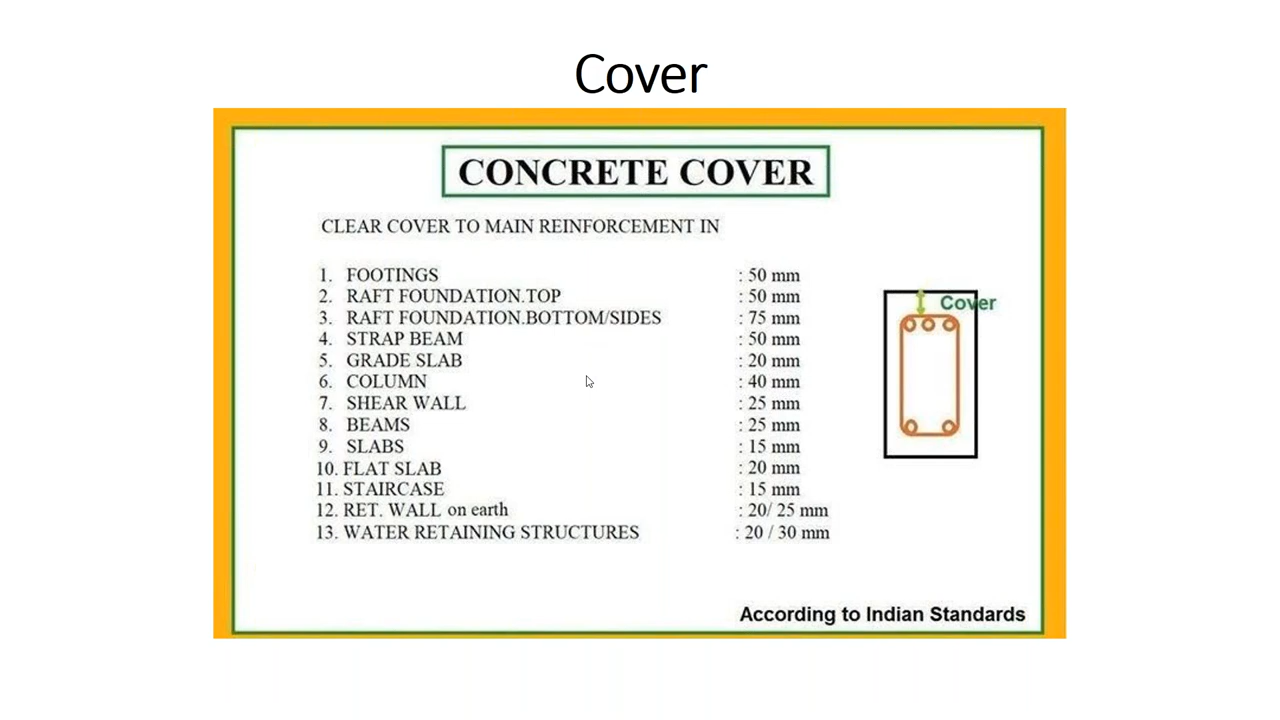 Cover
CONCRETE COVER
CLEAR COVER TO MAIN REINFORCEMENT IN
1. FOOTINGS : 50 mm
2. RAFT FOUNDATION.TOP : 50 mm
3. RAFT FOUNDATION.BOTTOM/SIDES : 75 mm
4. STRAP BEAM : 50 mm
5. GRADE SLAB : 20 mm
6. COLUMN : 40 mm
7. SHEAR WALL : 25 mm
8. BEAMS : 25 mm
9. SLABS : 15 mm
10. FLAT SLAB : 20 mm
11. STAIRCASE : 15 mm
12. RET. WALL on earth : 20/ 25 mm
13. WATER RETAINING STRUCTURES : 20 / 30 mm
Cover
According to Indian Standards